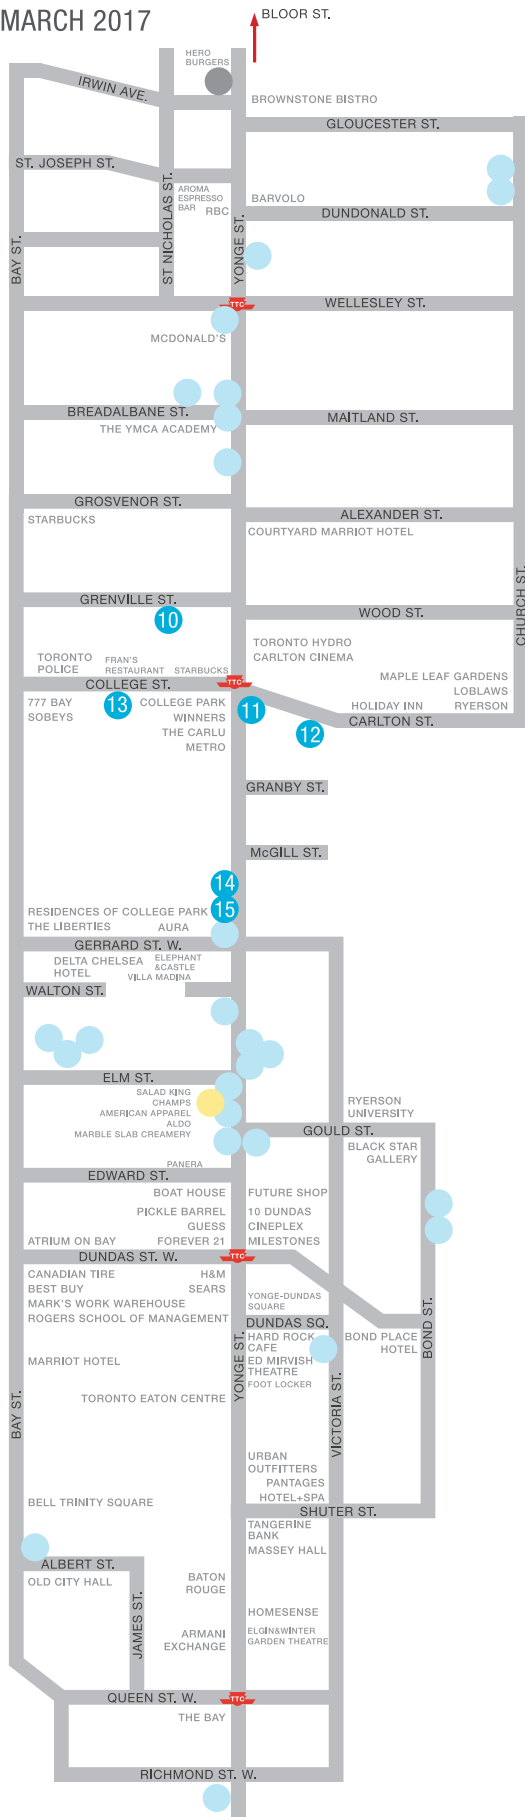 MARCH 2017
BLOOR ST.
HERO
BURGERS
IRWIN AVE.
BROWNSTONE BISTRO
GLOUCESTER ST.
ST. JOSEPH ST.
AROMA
ESPRESSO
BAR
RBC
BARVOLO
DUNDONALD ST.
BAY ST.
ST NICHOLAS ST.
YONGE ST.
TTC
WELLESLEY ST.
MCDONALD'S
BREADALBANE ST.
MAITLAND ST.
THE YMCA ACADEMY
GROSVENOR ST.
ALEXANDER ST.
STARBUCKS
COURTYARD MARRIOT HOTEL
CHURCH ST.
GRENVILLE ST.
WOOD ST.
10
TORONTO HYDRO
CARLTON CINEMA
TORONTO
POLICE
FRAN'S
RESTAURANT
STARBUCKS
COLLEGE ST.
TTC
MAPLE LEAF GARDENS
LOBLAWS
HOLIDAY INN
RYERSON
777 BAY
SOBEYS
13
COLLEGE PARK
WINNERS
THE CARLU
METRO
11
12
CARLTON ST.
GRANBY ST.
McGILL ST.
14
15
RESIDENCES OF COLLEGE PARK
THE LIBERTIES
AURA
GERRARD ST. W.
DELTA CHELSEA
HOTEL
ELEPHANT
&CASTLE
VILLA MADINA
WALTON ST.
ELM ST.
SALAD KING
CHAMPS
AMERICAN APPAREL
ALDO
MARBLE SLAB CREAMERY
RYERSON
UNIVERSITY
GOULD ST.
BLACK STAR
GALLERY
PANERA
EDWARD ST.
BOAT HOUSE
PICKLE BARREL
GUESS
FOREVER 21
ATRIUM ON BAY
FUTURE SHOP
10 DUNDAS
CINEPLEX
MILESTONES
DUNDAS ST. W.
TTC
CANADIAN TIRE
BEST BUY
MARK'S WORK WAREHOUSE
ROGERS SCHOOL OF MANAGEMENT
H&M
SEARS
YONGE-DUNDAS
SQUARE
DUNDAS SQ.
HARD ROCK
CAFE
ED MIRVISH
THEATRE
FOOT LOCKER
BOND PLACE
HOTEL
BOND ST.
MARRIOT HOTEL
TORONTO EATON CENTRE
BAY ST.
YONGE ST.
VICTORIA ST.
URBAN
OUTFITTERS
PANTAGES
HOTEL+SPA
BELL TRINITY SQUARE
SHUTER ST.
TANGERINE
BANK
MASSEY HALL
ALBERT ST.
OLD CITY HALL
JAMES ST.
BATON
ROUGE
HOMESENSE
ARMANI
EXCHANGE
ELGIN&WINTER
GARDEN THEATRE
QUEEN ST. W.
TTC
THE BAY
RICHMOND ST. W.